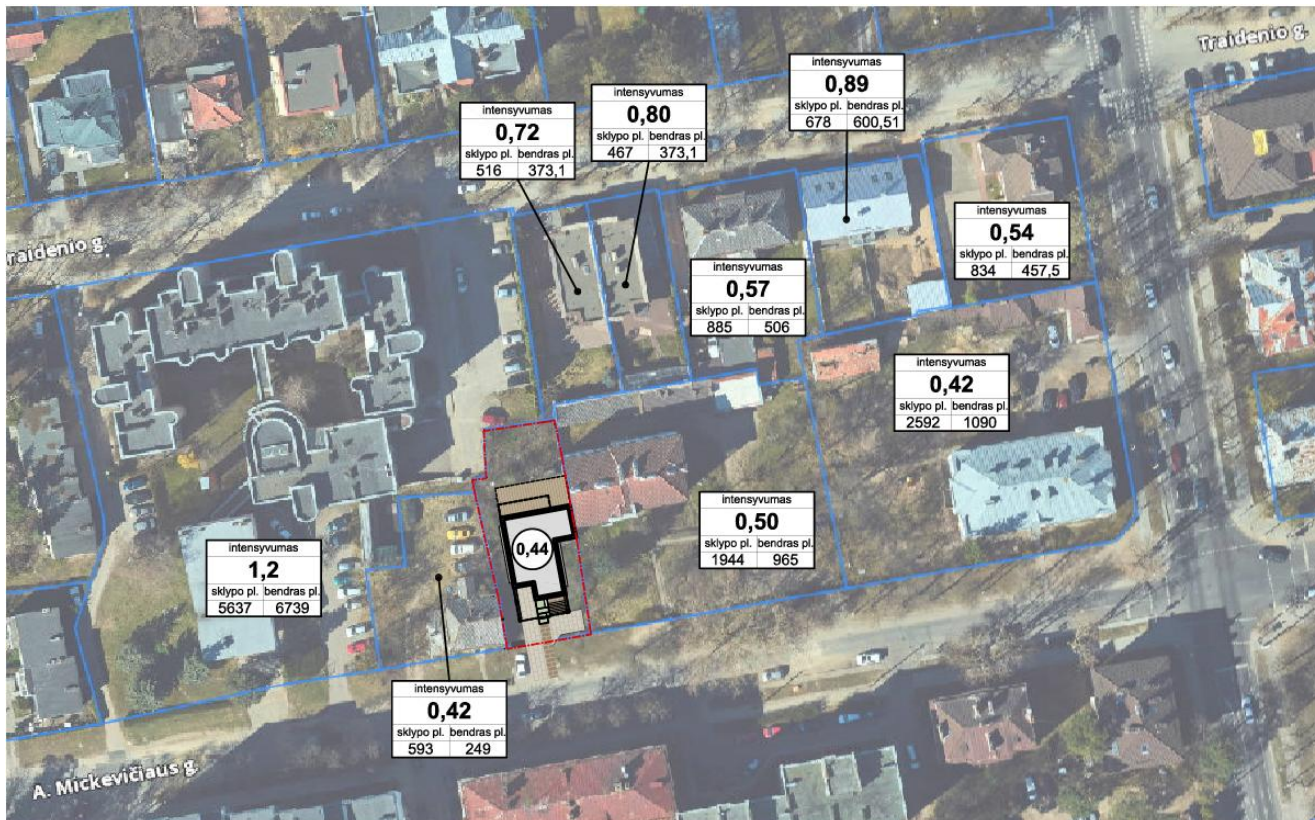 Traidenio g.
intensyvumas
0,89
sklypo pl. bendras pl.
678 600,51
intensyvumas
0,80
sklypo pl. bendras pl.
467 373,1
intensyvumas
0,72
sklypo pl. bendras pl.
516 373,1
intensyvumas
0,54
sklypo pl. bendras pl.
834 457,5
raidenio g.
intensyvumas
0,57
sklypo pl. bendras pl.
885 506
intensyvumas
0,42
sklypo pl. bendras pl.
2592 1090
intensyvumas
0,50
sklypo pl. bendras pl.
1944 965
0,44
intensyvumas
1,2
sklypo pl. bendras pl.
5637 6739
intensyvumas
0,42
sklypo pl. bendras pl.
593 249
A. Mickevičiaus g.